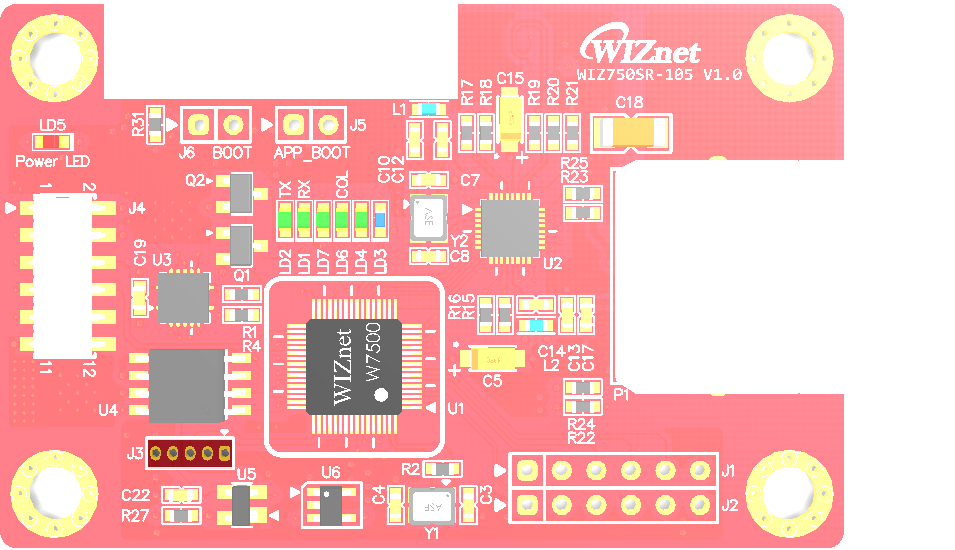 WIZnet
WIZ750SR-105 V1.0
C15
R17
R18
R19
R20
R21
C18
L1
R31
J6
BOOT
APP_BOOT
J5
LD5
Power LED
C10
C12
R25
R23
Q2
TX
RX
COL
C7
1
2
J4
ASE
Y2
C8
U2
C19
U3
Q1
LD2
LD1
LD7
LD6
LD4
LD3
R1
R4
R16
R15
WIZnet
W7500
U1
C14
L2
C13
C17
C5
P1
11
12
U4
R24
R22
J3
U5
U6
R2
J1
C22
R27
C4
ASE
C3
Y1
J2